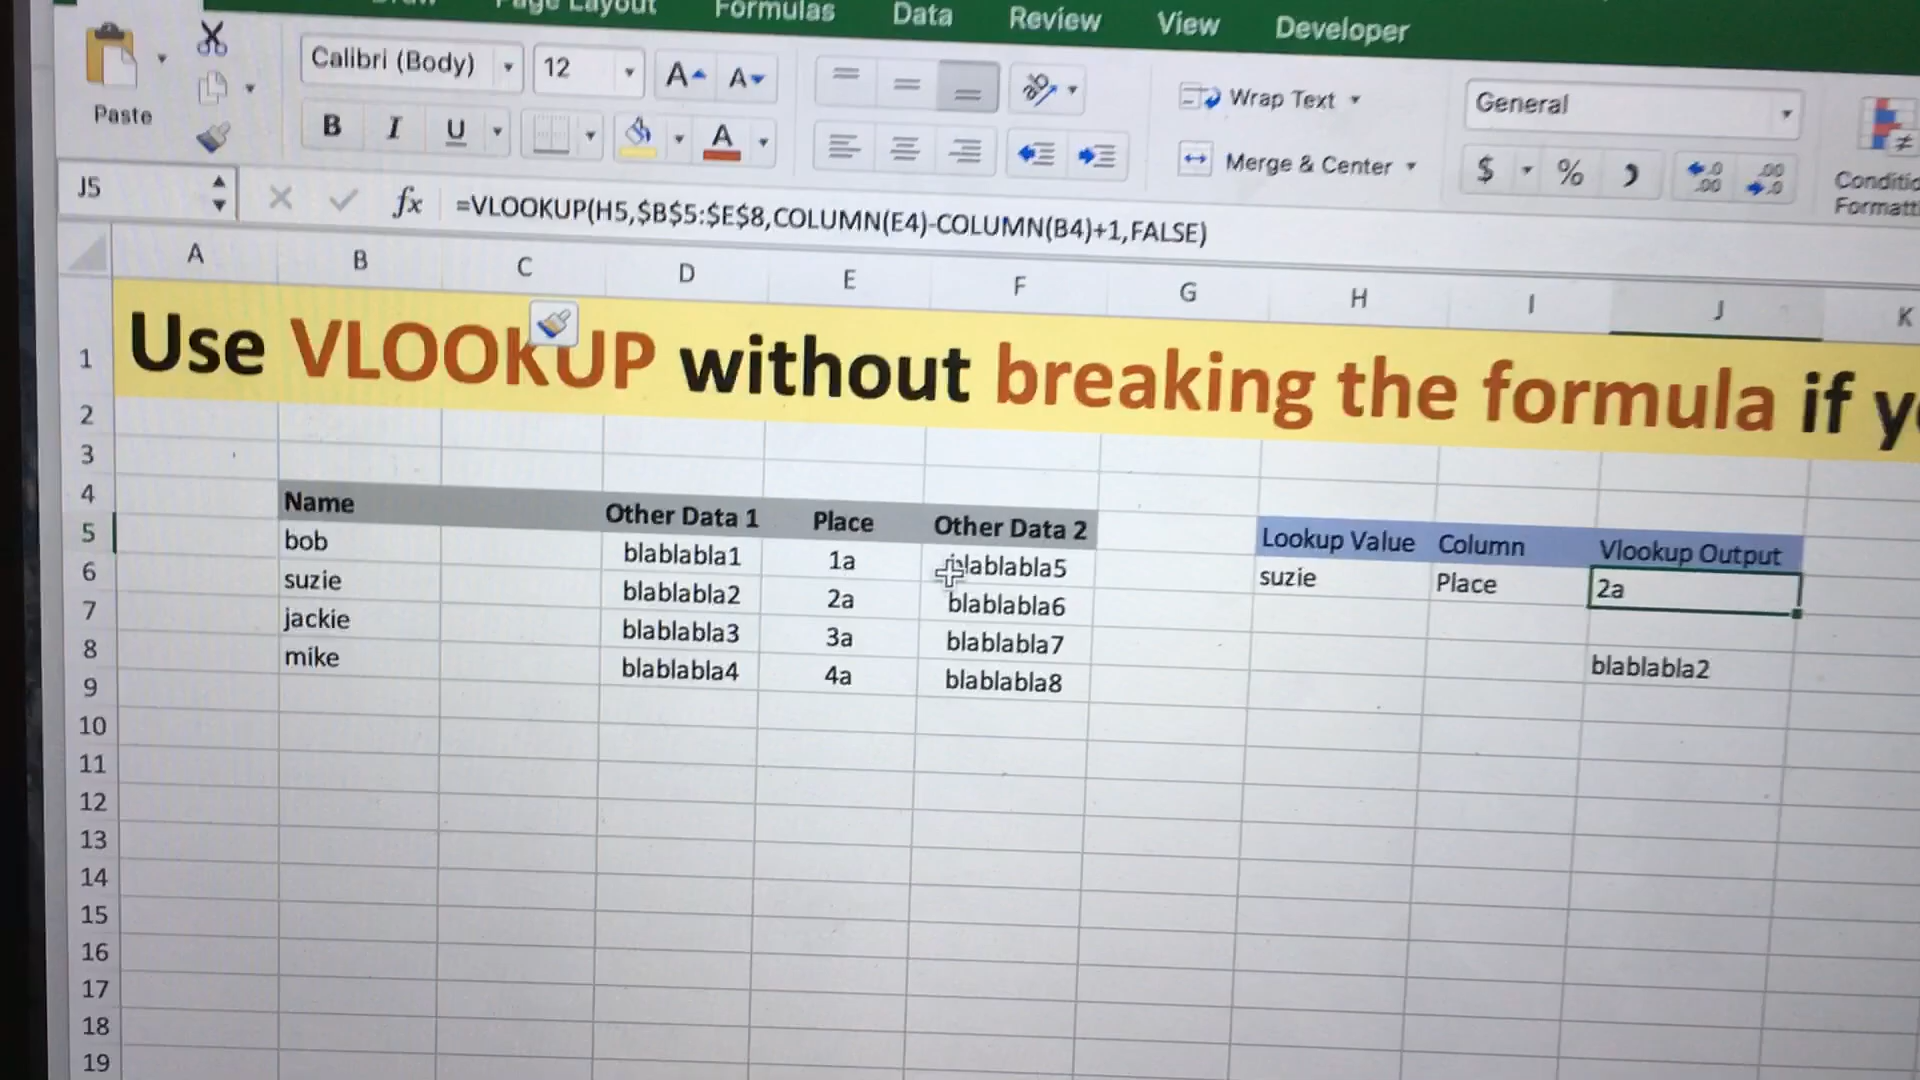 Page Layout Formulas Data Review View Developer
Calibri (Body) 12 A A Wrap Text General
Paste B I U A Merge & Center $ % ,
J5 fx =VLOOKUP(H5,$B$5:$E$8,COLUMN(E4)-COLUMN(B4)+1,FALSE)
A B C D E F G H I J K
1 Use VLOOKUP without breaking the formula if
2
3
4 Name Other Data 1 Place Other Data 2 Lookup Value Column Vlookup Output
5 bob blablabla1 1a blablabla5 suzie Place 2a
6 suzie blablabla2 2a blablabla6
7 jackie blablabla3 3a blablabla7 blablabla2
8 mike blablabla4 4a blablabla8
9
10
11
12
13
14
15
16
17
18
19